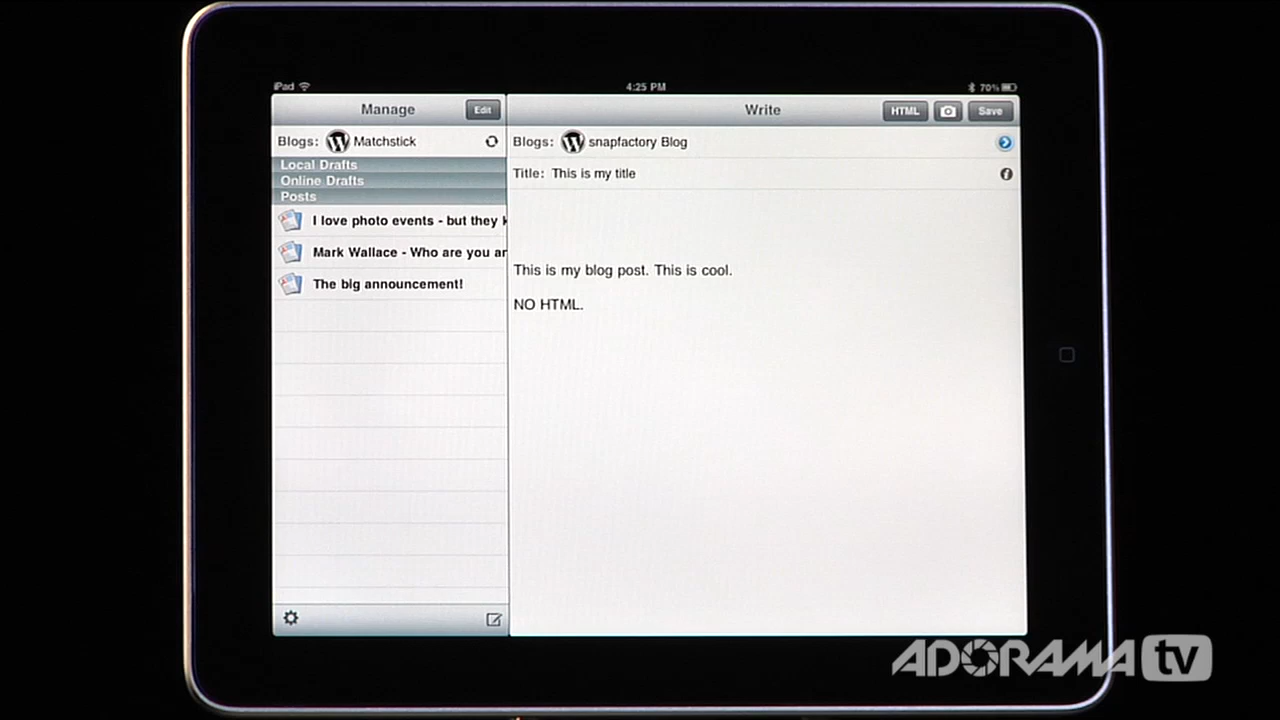 iPad 4:25 PM 70%
Manage Edit Write HTML Save
Blogs: Matchstick
Blogs: snapfactory Blog
Local Drafts
Online Drafts
Posts
Title: This is my title
I love photo events - but they
Mark Wallace - Who are you
The big announcement!
This is my blog post. This is cool.
NO HTML.
ADORAMA tv